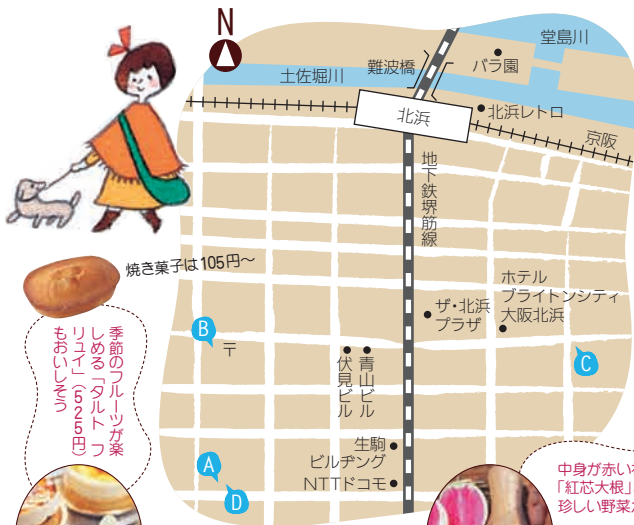 N
堂島川
難波橋
バラ園
土佐堀川
北浜
北浜レトロ
京阪
地下鉄堺筋線
焼き菓子は105円～
ホテル
ブライトンシティ
大阪北浜
ザ・北浜
プラザ
B
〒
伏見ビル
青山ビル
C
季節のフルーツが楽
しめる「タルト フ
リュイ」(525円)
もおいしそう
生駒
ビルヂング
NTTドコモ
A
D
中身が赤い
「紅芯大根」
珍しい野菜